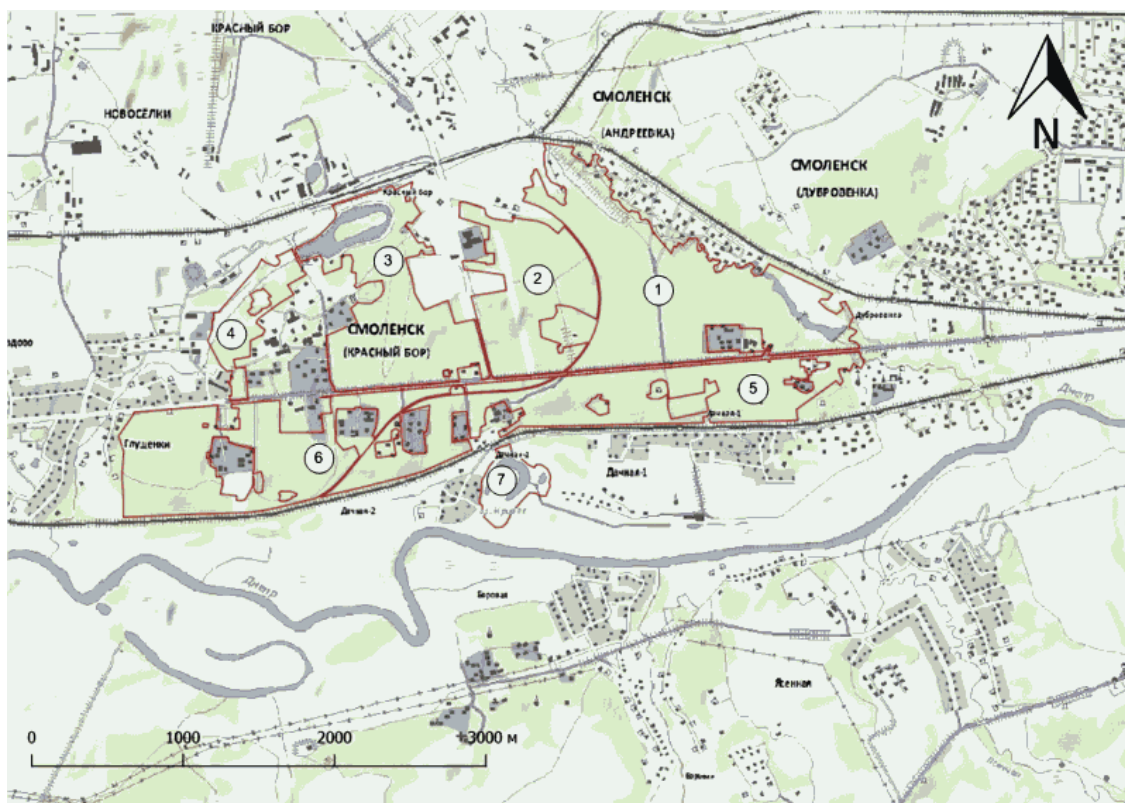 КРАСНЫЙ БОР
СМОЛЕНСК
(АНДРЕЕВКА)
N
НОВОСЁЛКИ
СМОЛЕНСК
(ДУБРОВЕНКА)
Красный бор
3
2
1
4
СМОЛЕНСК
(КРАСНЫЙ БОР)
Дубровенка
5
Дачная-1
Глущенки
6
7
Дачная-2
Дачная-1
Дачная-2
Днепр
Днепр
Боровая
Ясенная
0
1000
2000
3000 м